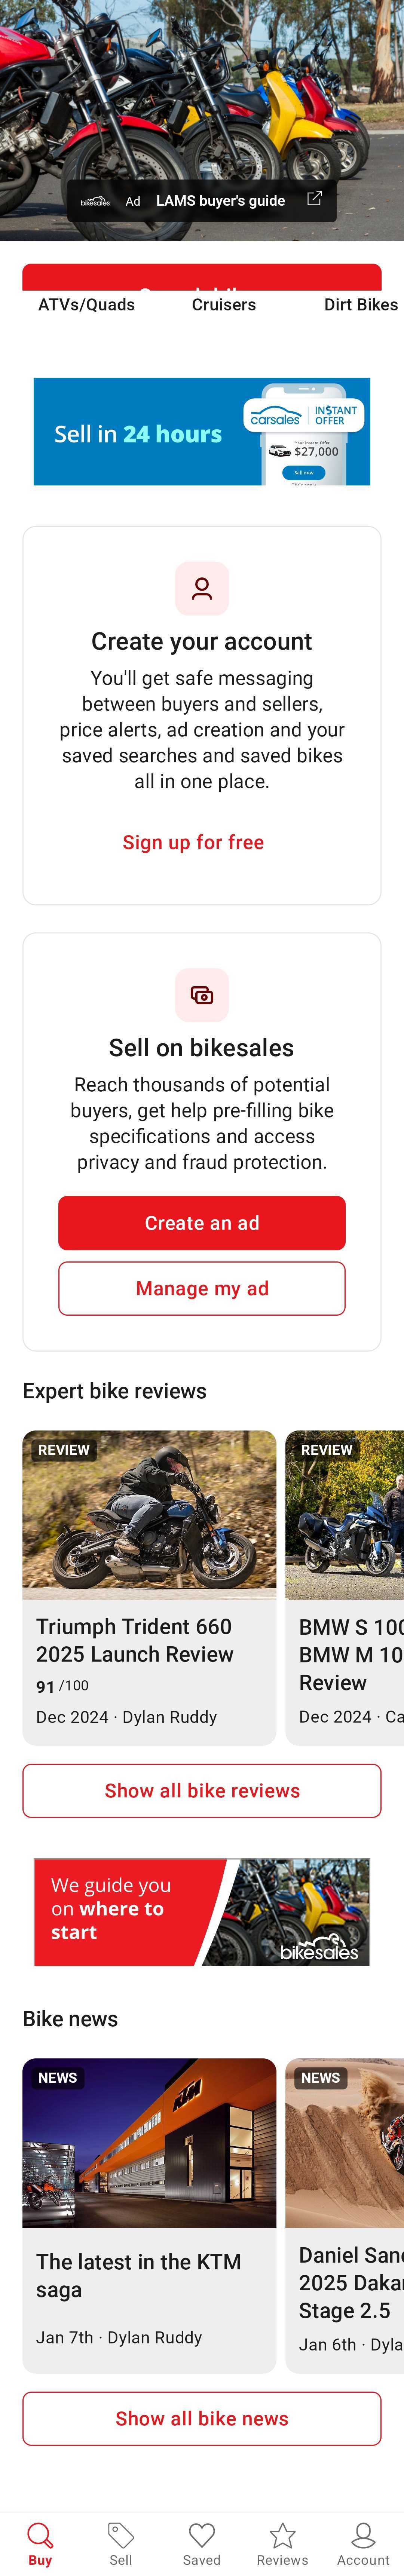 bikesales Ad LAMS buyer's guide
ATVs/Quads Cruisers Dirt Bikes
Sell in 24 hours
carsales INSTANT OFFER
Your Instant Offer
$27,000
Sell now
Create your account
You'll get safe messaging
between buyers and sellers,
price alerts, ad creation and your
saved searches and saved bikes
all in one place.
Sign up for free
Sell on bikesales
Reach thousands of potential
buyers, get help pre-filling bike
specifications and access
privacy and fraud protection.
Create an ad
Manage my ad
Expert bike reviews
REVIEW
Triumph Trident 660
2025 Launch Review
91 /100
Dec 2024 · Dylan Ruddy
REVIEW
BMW S 100
BMW M 10
Review
Dec 2024 · Ca
Show all bike reviews
We guide you
on where to
start
bikesales
Bike news
NEWS
KTM
The latest in the KTM
saga
Jan 7th · Dylan Ruddy
NEWS
Daniel San
2025 Daka
Stage 2.5
Jan 6th · Dyla
Show all bike news
Buy Sell Saved Reviews Account